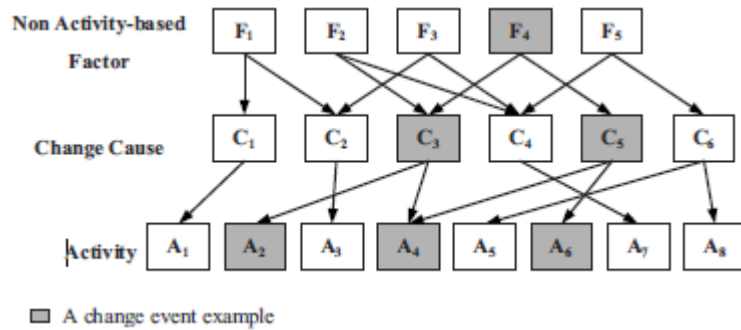 Non Activity-based
Factor
F₁ F₂ F₃ F₄ F₅
Change Cause
C₁ C₂ C₃ C₄ C₅ C₆
Activity
A₁ A₂ A₃ A₄ A₅ A₆ A₇ A₈
A change event example